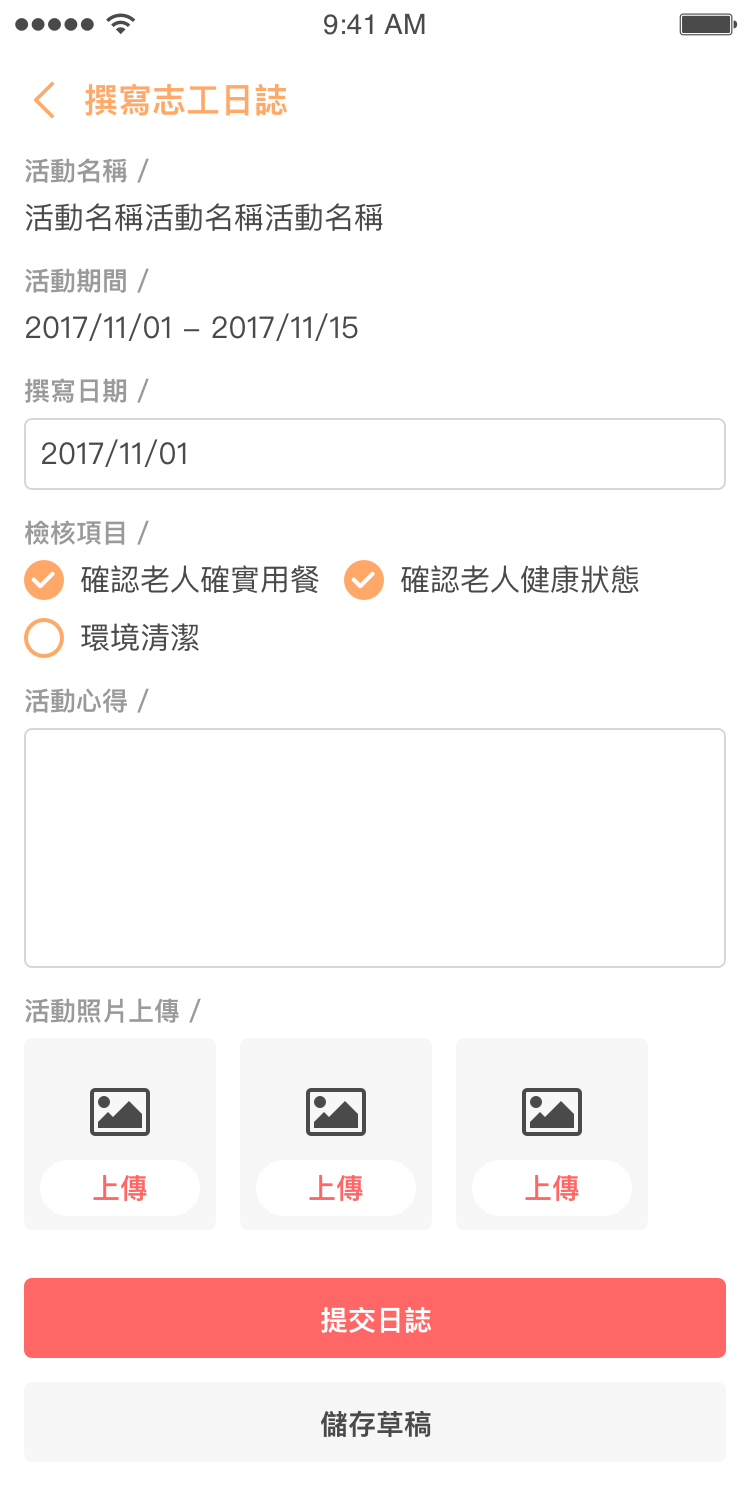 9:41 AM
撰寫志工日誌
活動名稱 /
活動名稱活動名稱活動名稱
活動期間 /
2017/11/01 – 2017/11/15
撰寫日期 /
2017/11/01
檢核項目 /
確認老人確實用餐 確認老人健康狀態
環境清潔
活動心得 /
活動照片上傳 /
上傳 上傳 上傳
提交日誌
儲存草稿